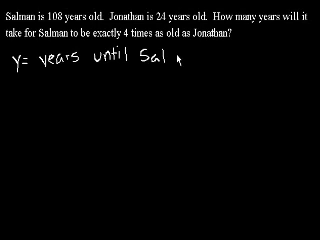 Salman is 108 years old. Jonathan is 24 years old. How many years will it
take for Salman to be exactly 4 times as old as Jonathan?
y= years until Sal